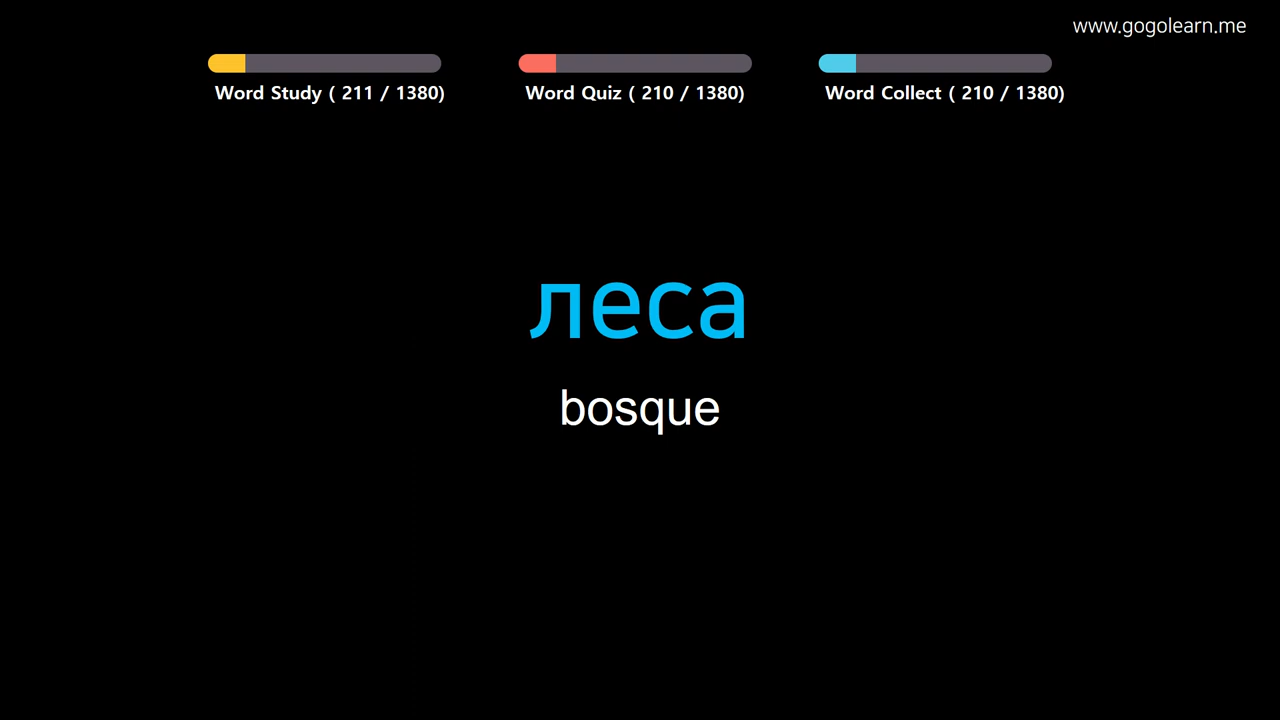 www.gogolearn.me
Word Study ( 211 / 1380)
Word Quiz ( 210 / 1380)
Word Collect ( 210 / 1380)
леса
bosque